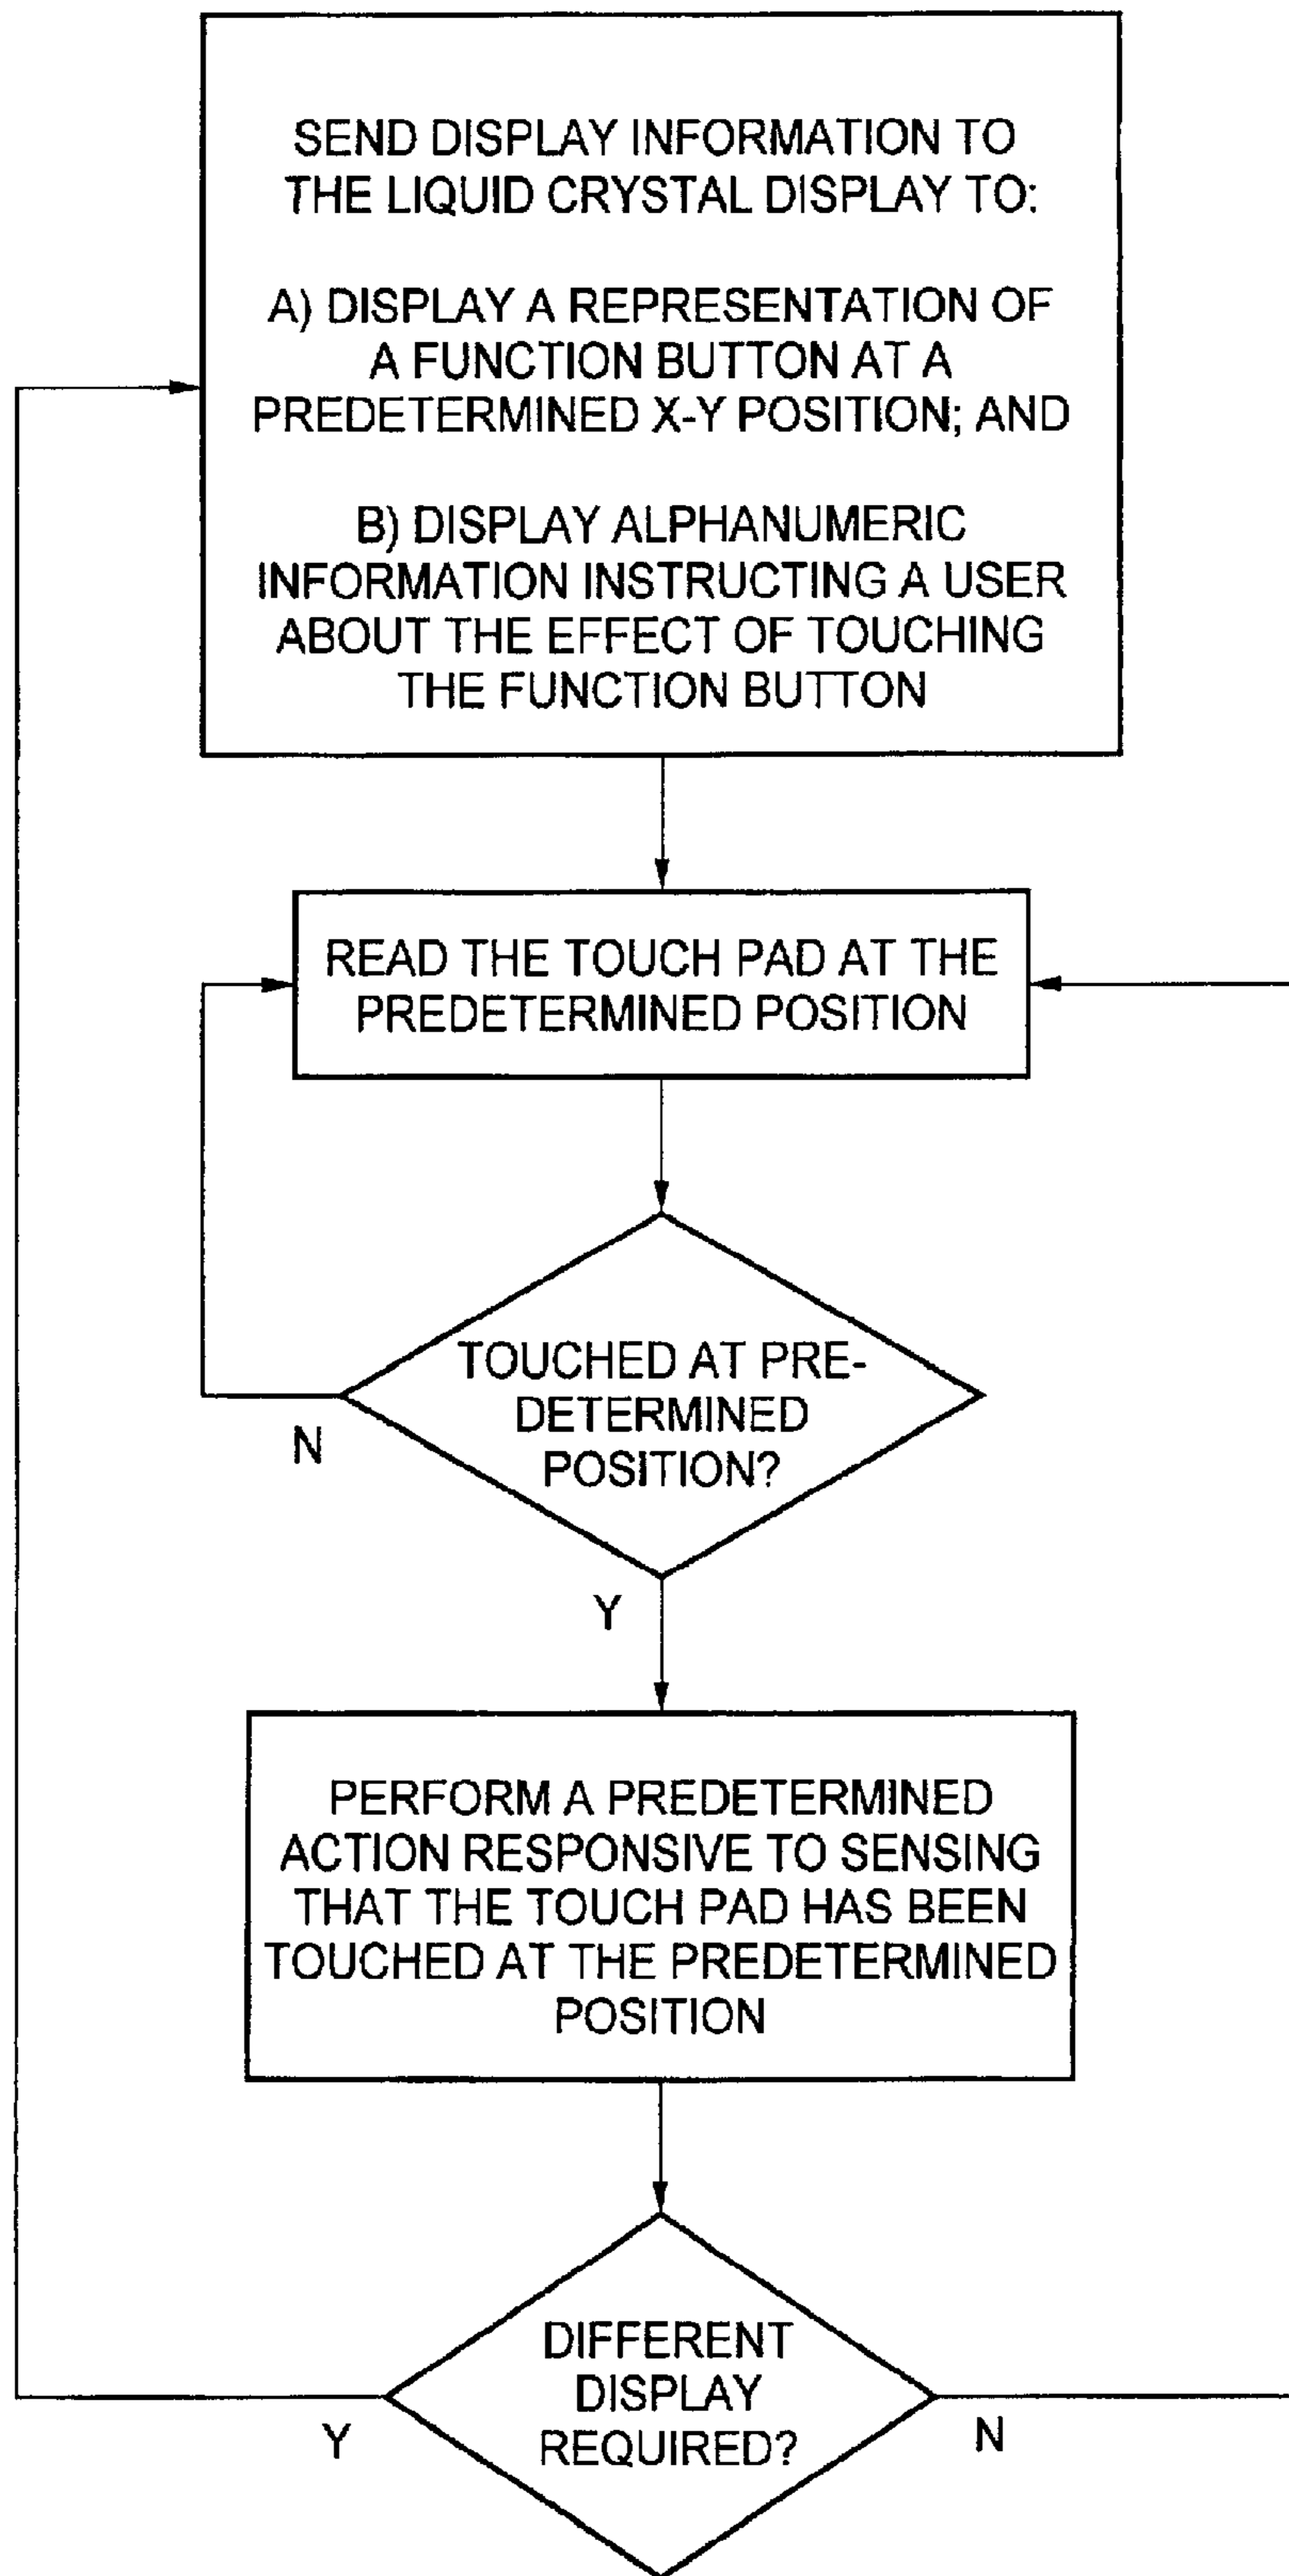 SEND DISPLAY INFORMATION TO
THE LIQUID CRYSTAL DISPLAY TO:
A) DISPLAY A REPRESENTATION OF
A FUNCTION BUTTON AT A
PREDETERMINED X-Y POSITION; AND
B) DISPLAY ALPHANUMERIC
INFORMATION INSTRUCTING A USER
ABOUT THE EFFECT OF TOUCHING
THE FUNCTION BUTTON
READ THE TOUCH PAD AT THE
PREDETERMINED POSITION
TOUCHED AT PRE-
DETERMINED
POSITION?
N
Y
PERFORM A PREDETERMINED
ACTION RESPONSIVE TO SENSING
THAT THE TOUCH PAD HAS BEEN
TOUCHED AT THE PREDETERMINED
POSITION
DIFFERENT
DISPLAY
REQUIRED?
Y
N